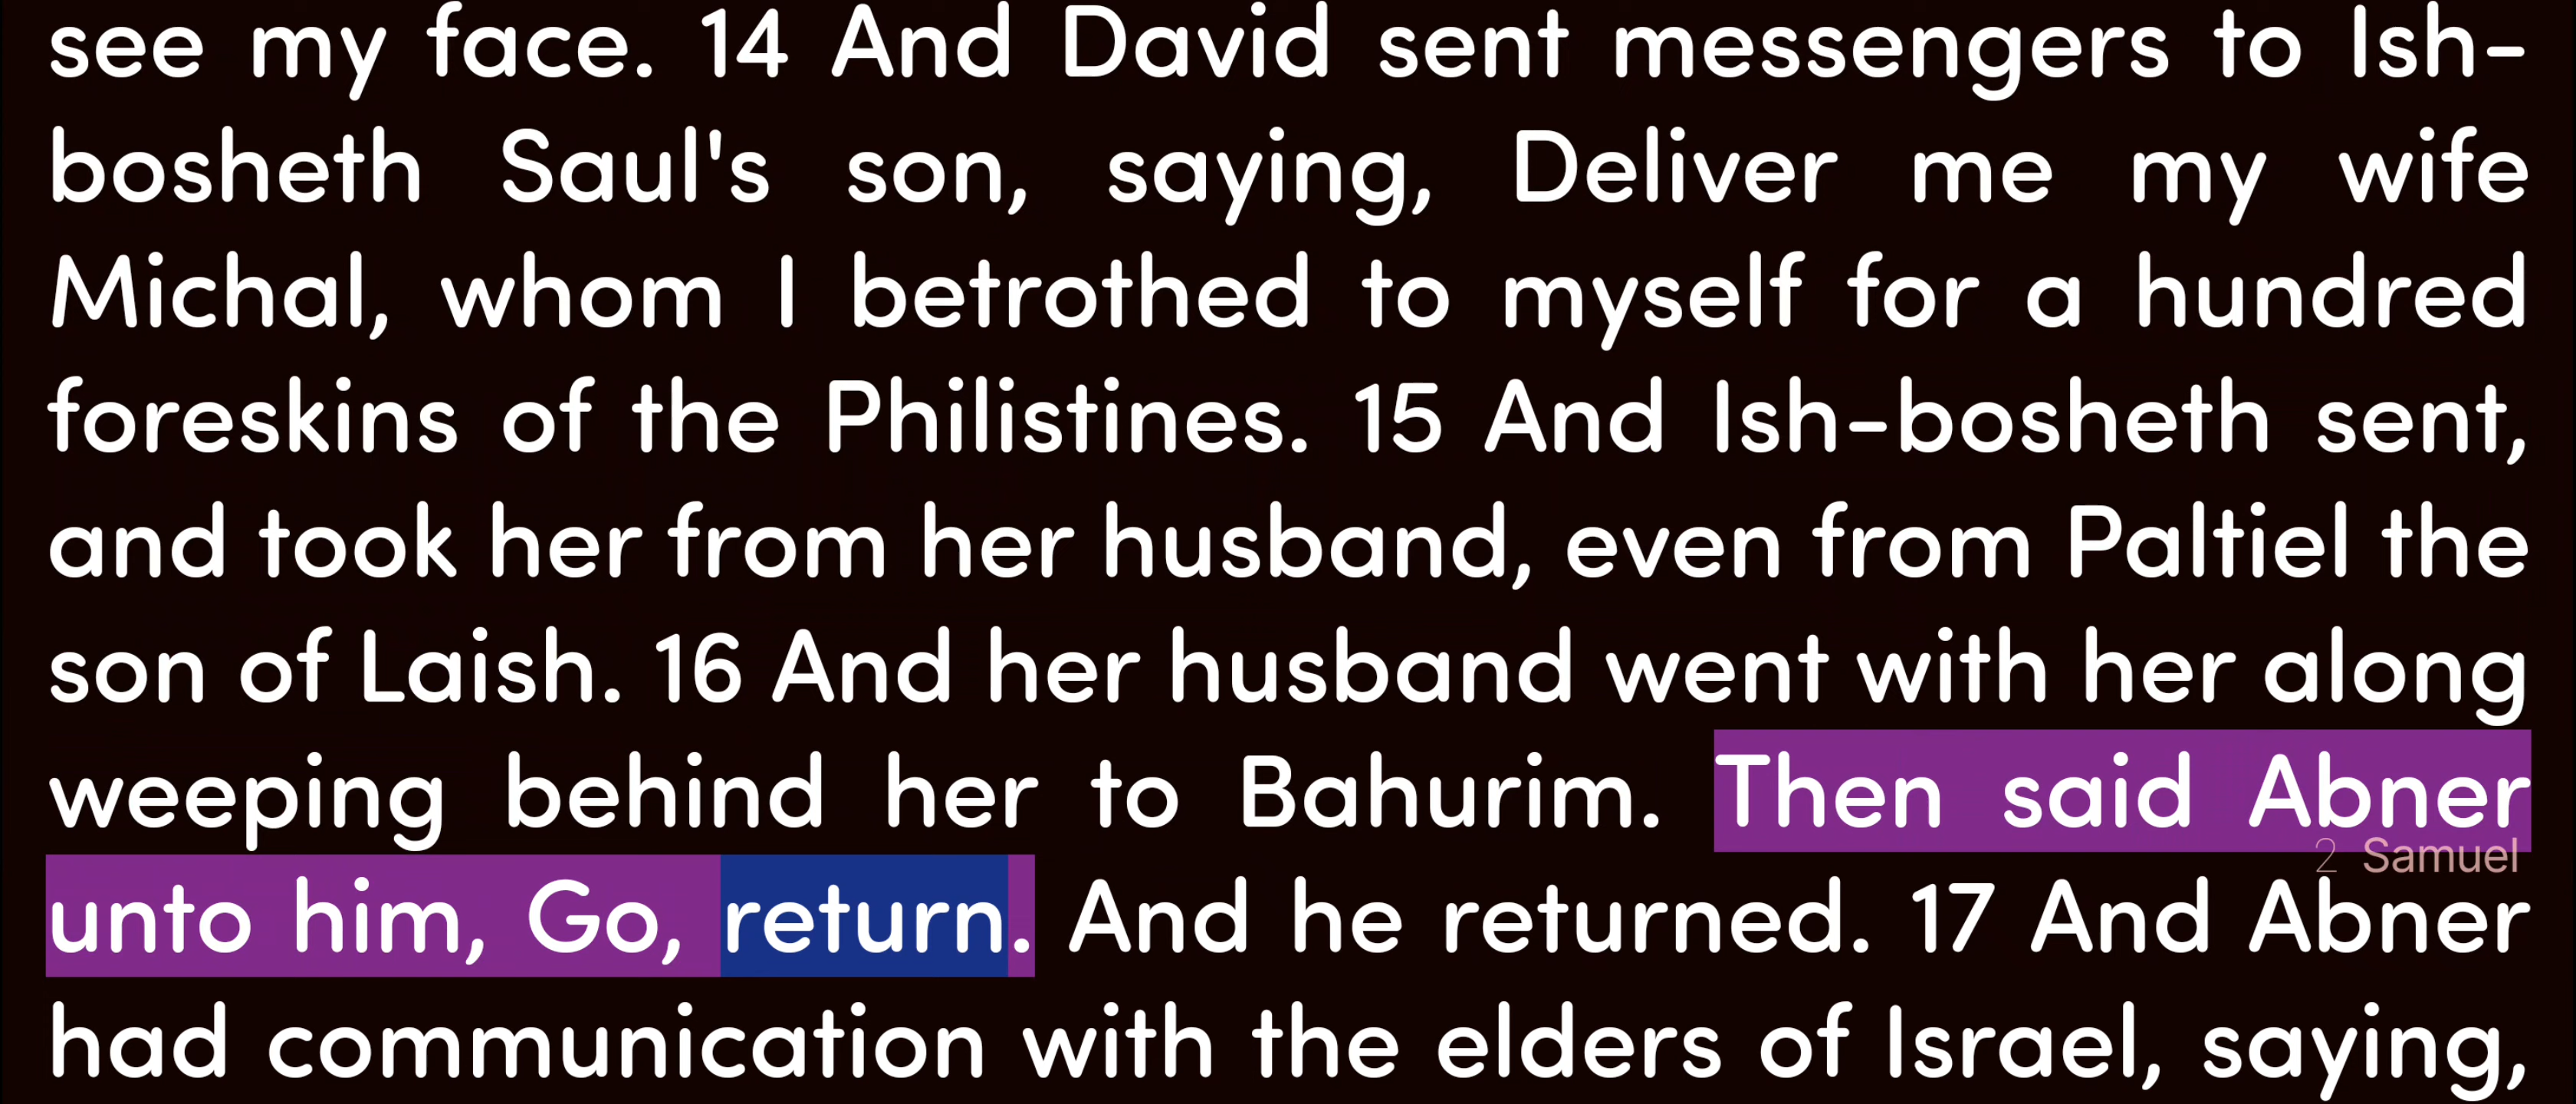 see my face. 14 And David sent messengers to Ish-
bosheth Saul's son, saying, Deliver me my wife
Michal, whom I betrothed to myself for a hundred
foreskins of the Philistines. 15 And Ish-bosheth sent,
and took her from her husband, even from Paltiel the
son of Laish. 16 And her husband went with her along
weeping behind her to Bahurim. Then said Abner
2 Samuel
unto him, Go, return. And he returned. 17 And Abner
had communication with the elders of Israel, saying,